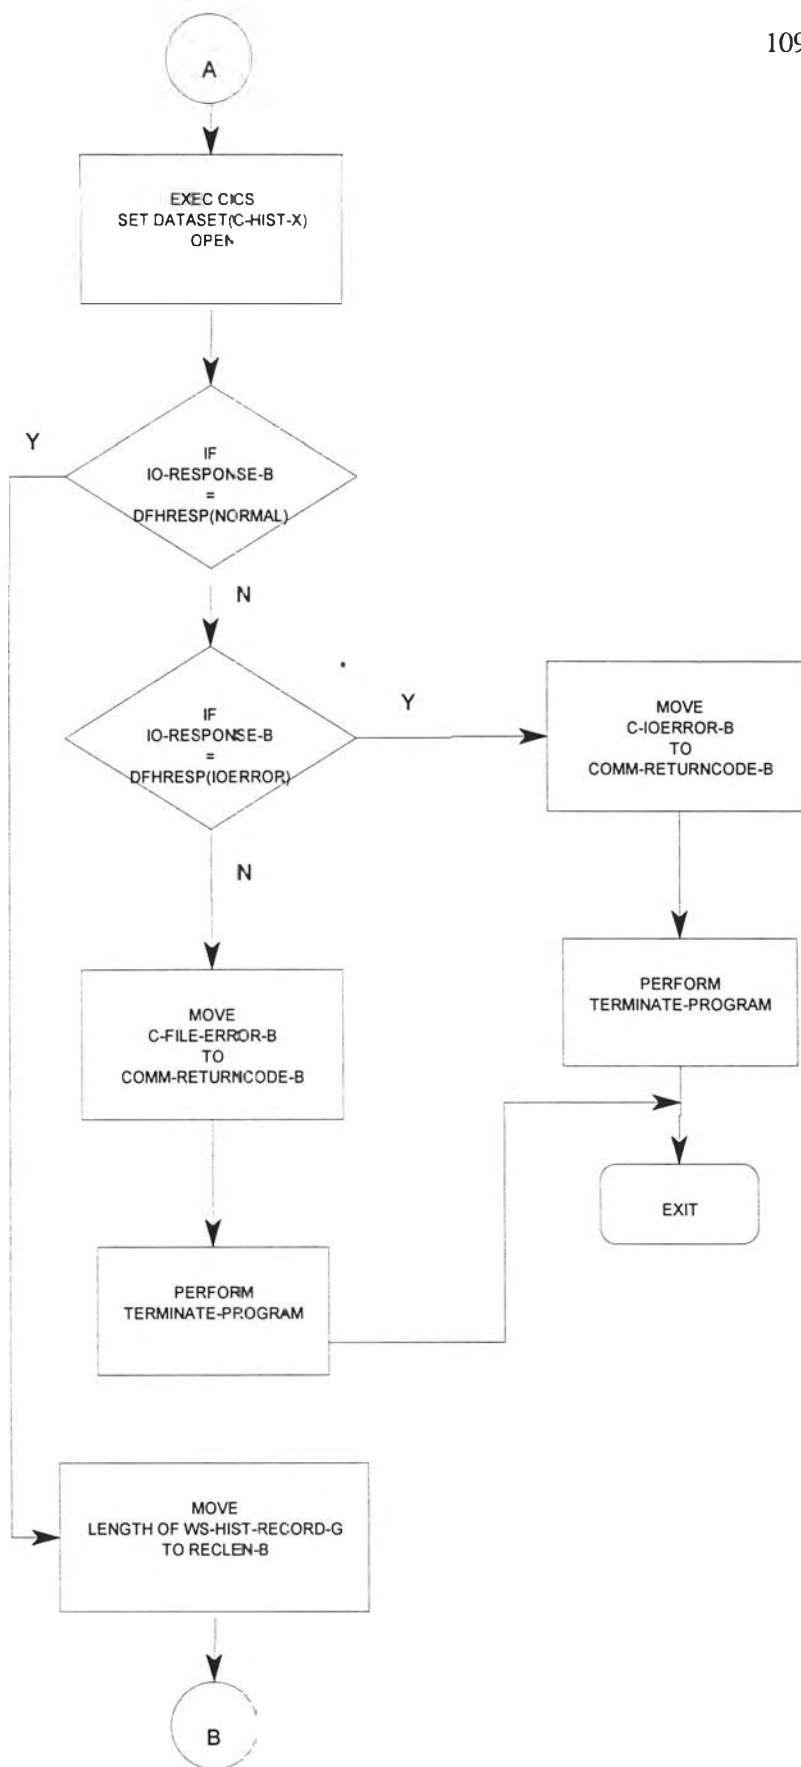 109
A
EXEC CICS
SET DATASET(C-HIST-X)
OPEN
Y
IF
IO-RESPONSE-B
=
DFHRESP(NORMAL)
N
IF
IO-RESPONSE-B
=
DFHRESP(IOERROR)
Y
MOVE
C-IOERROR-B
TO
COMM-RETURNCODE-B
N
PERFORM
TERMINATE-PROGRAM
MOVE
C-FILE-ERROR-B
TO
COMM-RETURNCODE-B
EXIT
PERFORM
TERMINATE-PROGRAM
MOVE
LENGTH OF WS-HIST-RECORD-G
TO RECLEN-B
B